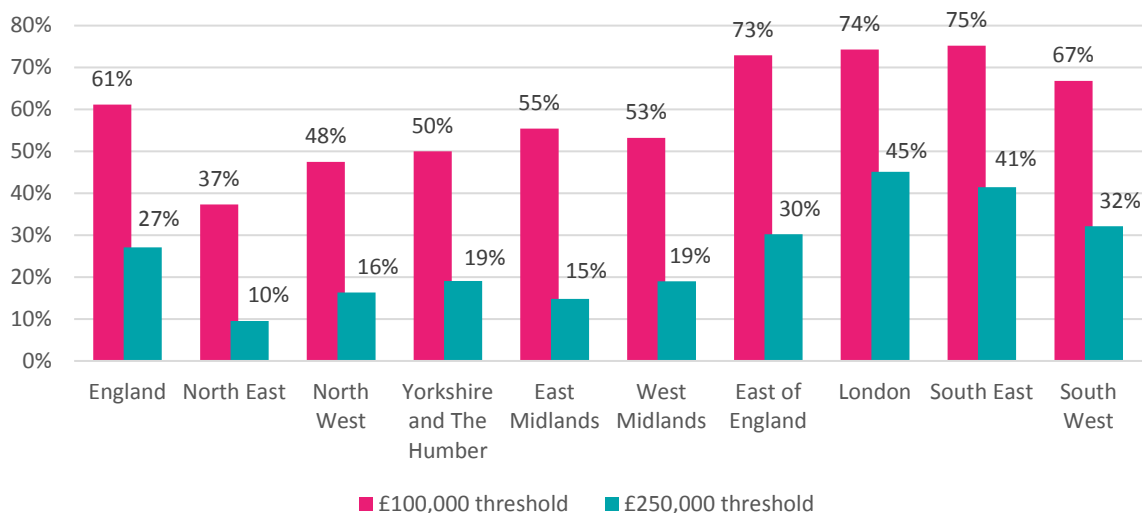 80%
70%
60%
50%
40%
30%
20%
10%
0%
61%
27%
37%
10%
48%
16%
50%
19%
55%
15%
53%
19%
73%
30%
74%
45%
75%
41%
67%
32%
England
North East
North
West
Yorkshire
and The
Humber
East
Midlands
West
Midlands
East of
England
London
South East
South
West
£100,000 threshold
£250,000 threshold